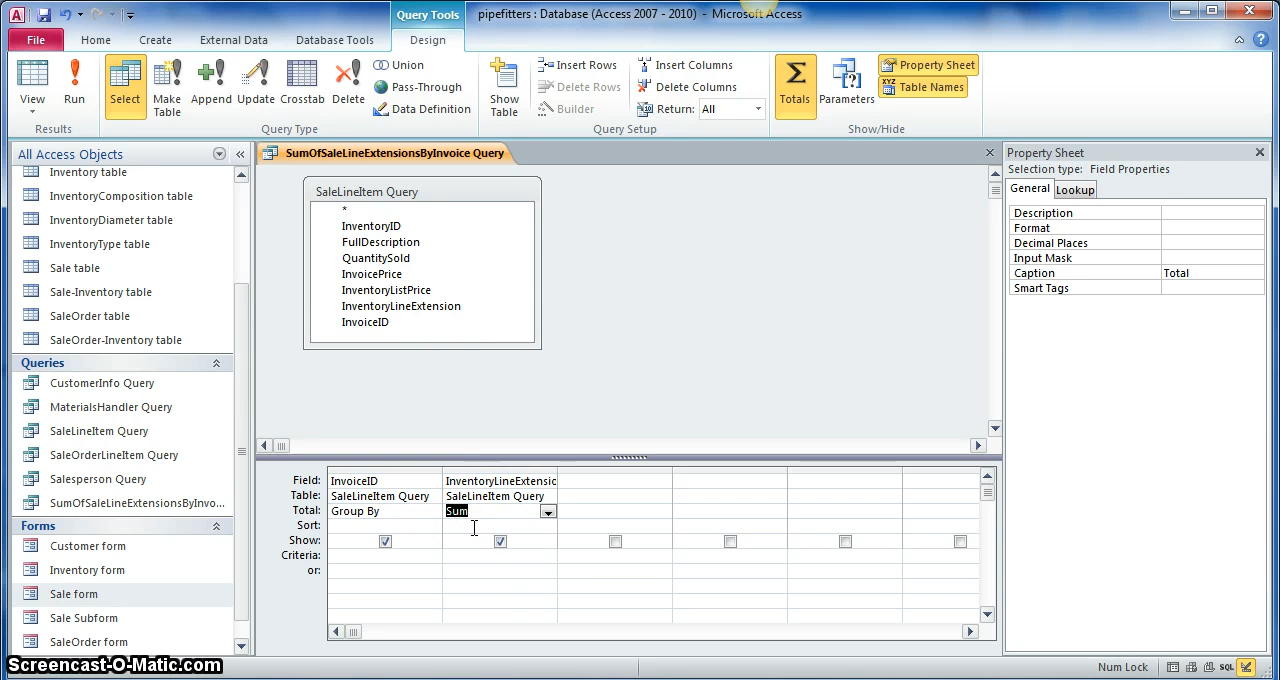 Query Tools
pipefitters : Database (Access 2007 - 2010) - Microsoft Access
File Home Create External Data Database Tools Design
View
Run
Select
Make Table
Append
Update
Crosstab
Delete
Union
Pass-Through
Data Definition
Show Table
Insert Rows
Delete Rows
Builder
Insert Columns
Delete Columns
Return: All
Totals
Parameters
Property Sheet
Table Names
Results
Query Type
Query Setup
Show/Hide
All Access Objects
Inventory table
InventoryComposition table
InventoryDiameter table
InventoryType table
Sale table
Sale-Inventory table
SaleOrder table
SaleOrder-Inventory table
Queries
CustomerInfo Query
MaterialsHandler Query
SaleLineItem Query
SaleOrderLineItem Query
Salesperson Query
SumOfSaleLineExtensionsByInvo...
Forms
Customer form
Inventory form
Sale form
Sale Subform
SaleOrder form
SumOfSaleLineExtensionsByInvoice Query
SaleLineItem Query
*
InventoryID
FullDescription
QuantitySold
InvoicePrice
InventoryListPrice
InventoryLineExtension
InvoiceID
Field: InvoiceID InventoryLineExtensic
Table: SaleLineItem Query SaleLineItem Query
Total: Group By Sum
Sort:
Show:
Criteria:
or:
Property Sheet
Selection type: Field Properties
General Lookup
Description
Format
Decimal Places
Input Mask
Caption Total
Smart Tags
Num Lock
SQL
Screencast-O-Matic.com